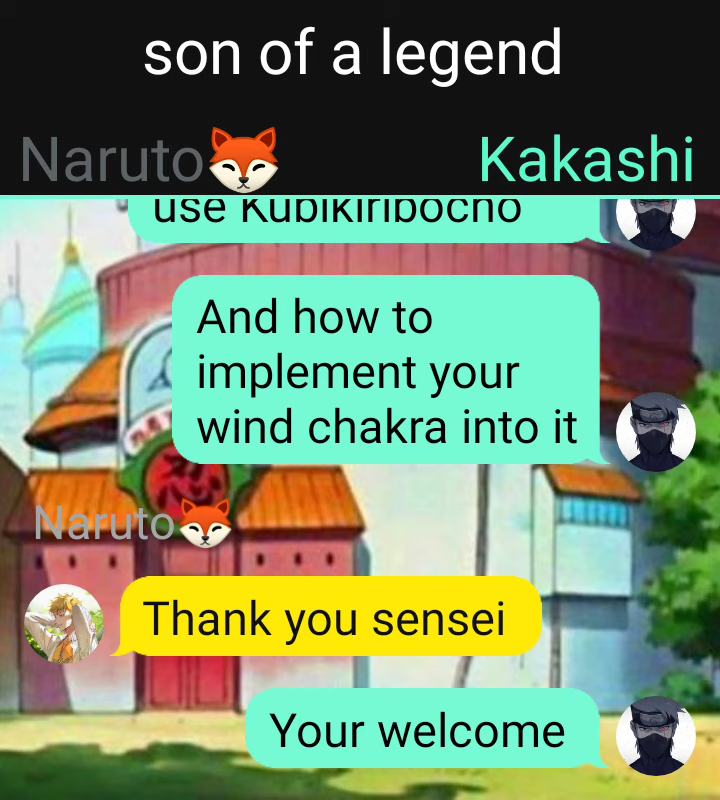 son of a legend
Naruto🦊 Kakashi
use Kubikiribocho
And how to
implement your
wind chakra into it
Naruto🦊
忍
Thank you sensei
Your welcome